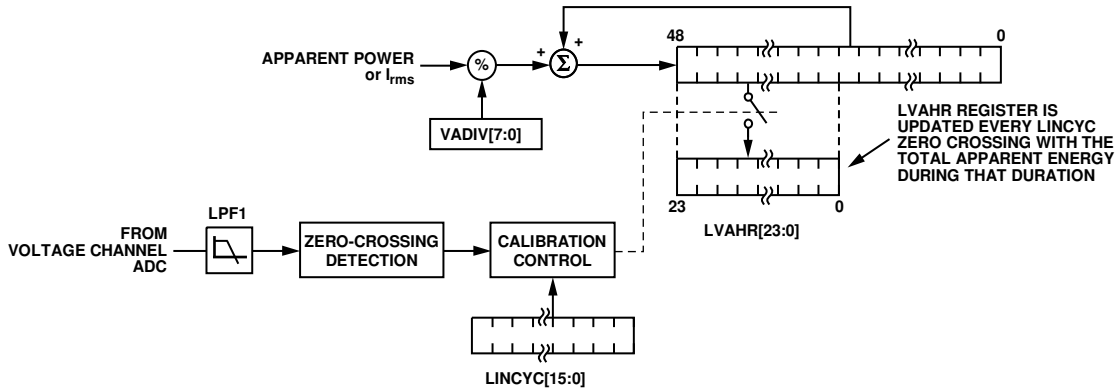 48
0
APPARENT POWER
or Irms
%
+
Σ
+
VADIV[7:0]
LVAHR REGISTER IS
UPDATED EVERY LINCYC
ZERO CROSSING WITH THE
TOTAL APPARENT ENERGY
DURING THAT DURATION
23
0
LVAHR[23:0]
FROM
VOLTAGE CHANNEL
ADC
LPF1
ZERO-CROSSING
DETECTION
CALIBRATION
CONTROL
LINCYC[15:0]